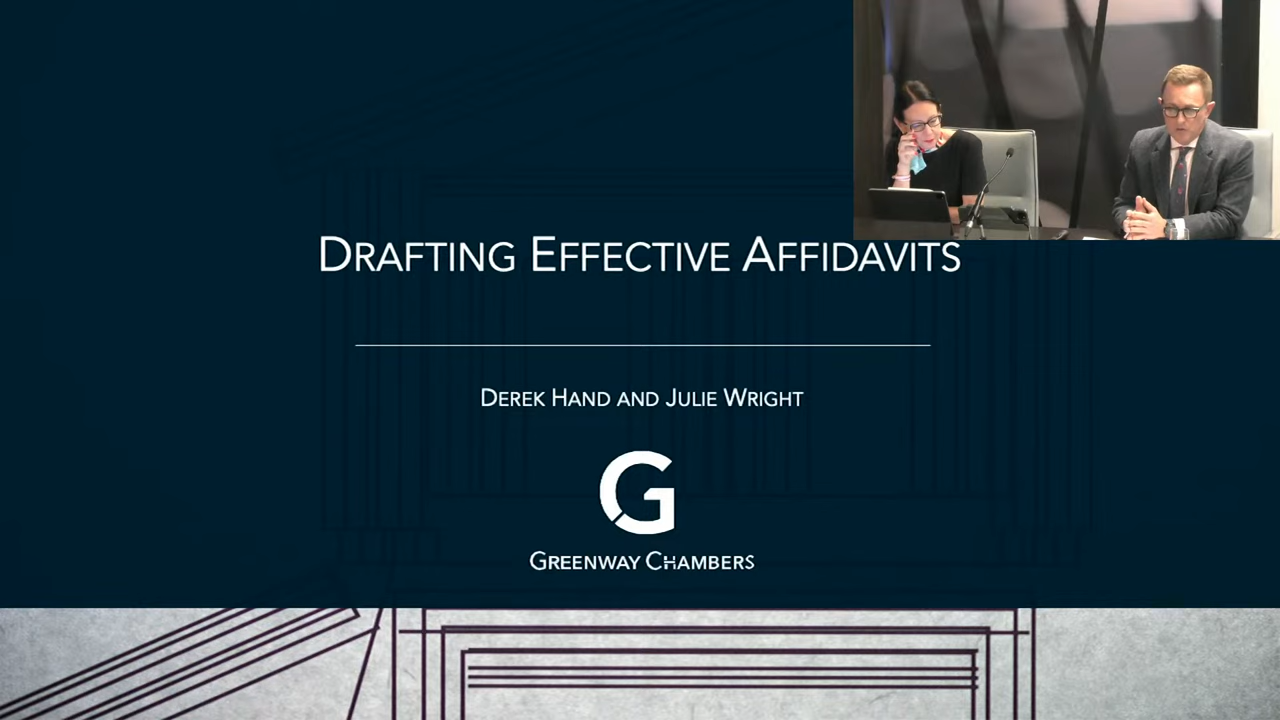 DRAFTING EFFECTIVE AFFIDAVITS
DEREK HAND AND JULIE WRIGHT
G
GREENWAY CHAMBERS